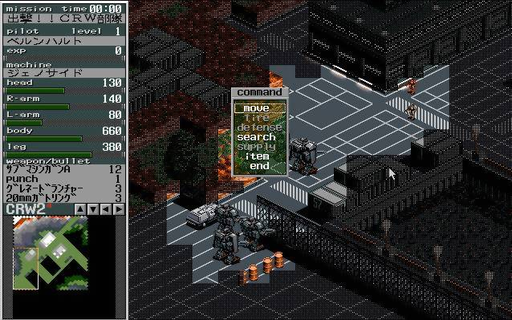 mission time 00:00
出撃!!CRW部隊
pilot level 1
ベルンハルト
exp 0
machine
ジェノサイド
head 130
R-arm 140
L-arm 80
body 660
leg 380
weapon/bullet
ｻﾌﾞﾏｼﾝｶﾞﾝA 12
punch 1
ｸﾞﾚﾈｰﾄﾞﾗﾝﾁｬｰ 3
20mmｶﾞﾄﾘﾝｸﾞ 3
CRW2
command
move
fire
defense
search
supply
item
end